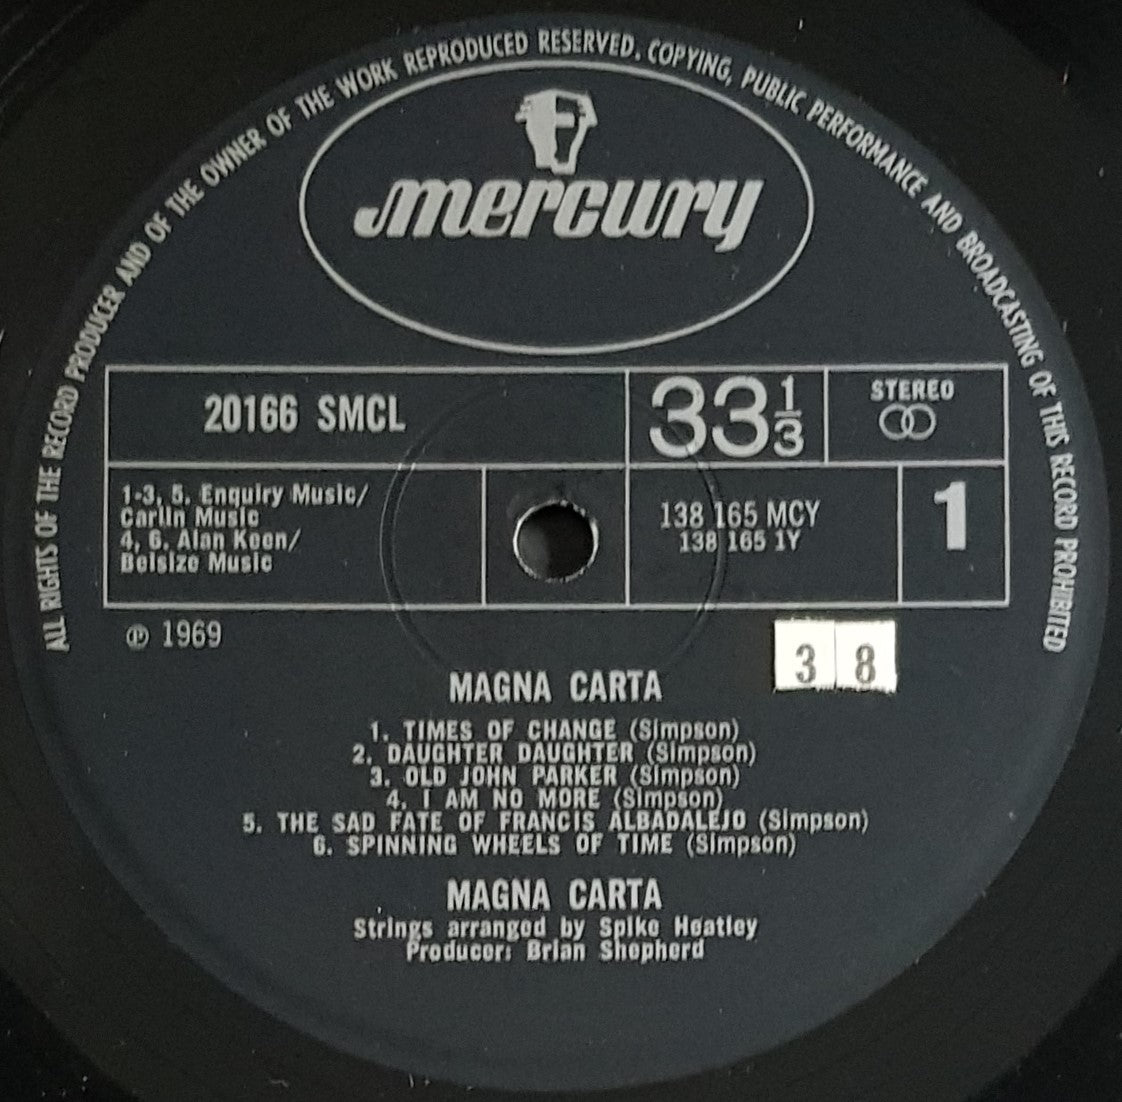 ALL RIGHTS OF THE RECORD PRODUCER AND OF THE OWNER OF THE WORK REPRODUCED RESERVED. COPYING, PUBLIC PERFORMANCE AND BROADCASTING OF THIS RECORD PROHIBITED
mercury
20166 SMCL
33 1/3
STEREO
1-3, 5. Enquiry Music/
Carlin Music
4, 6. Alan Keen/
Belsize Music
138 165 MCY
138 165 1Y
1
℗ 1969
3 8
MAGNA CARTA
1. TIMES OF CHANGE (Simpson)
2. DAUGHTER DAUGHTER (Simpson)
3. OLD JOHN PARKER (Simpson)
4. I AM NO MORE (Simpson)
5. THE SAD FATE OF FRANCIS ALBADALEJO (Simpson)
6. SPINNING WHEELS OF TIME (Simpson)
MAGNA CARTA
Strings arranged by Spike Heatley
Producer: Brian Shepherd